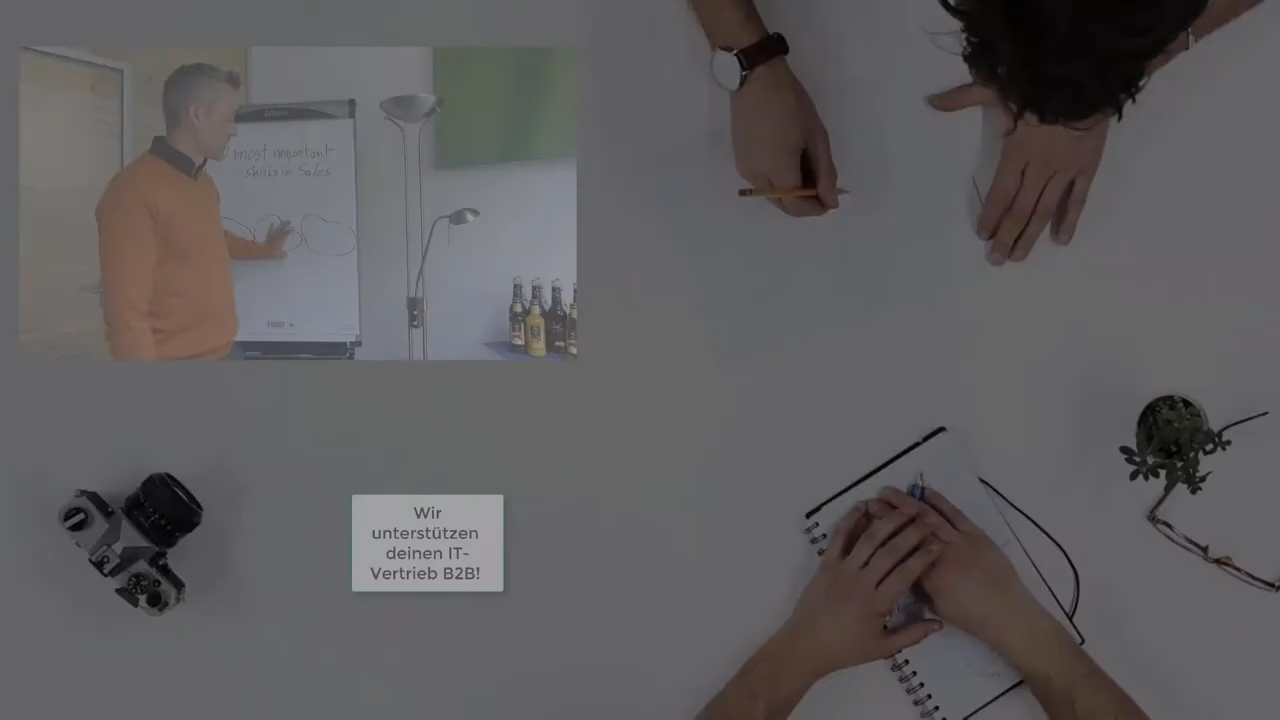 most important
skills in Sales
Wir
unterstützen
deinen IT-
Vertrieb B2B!